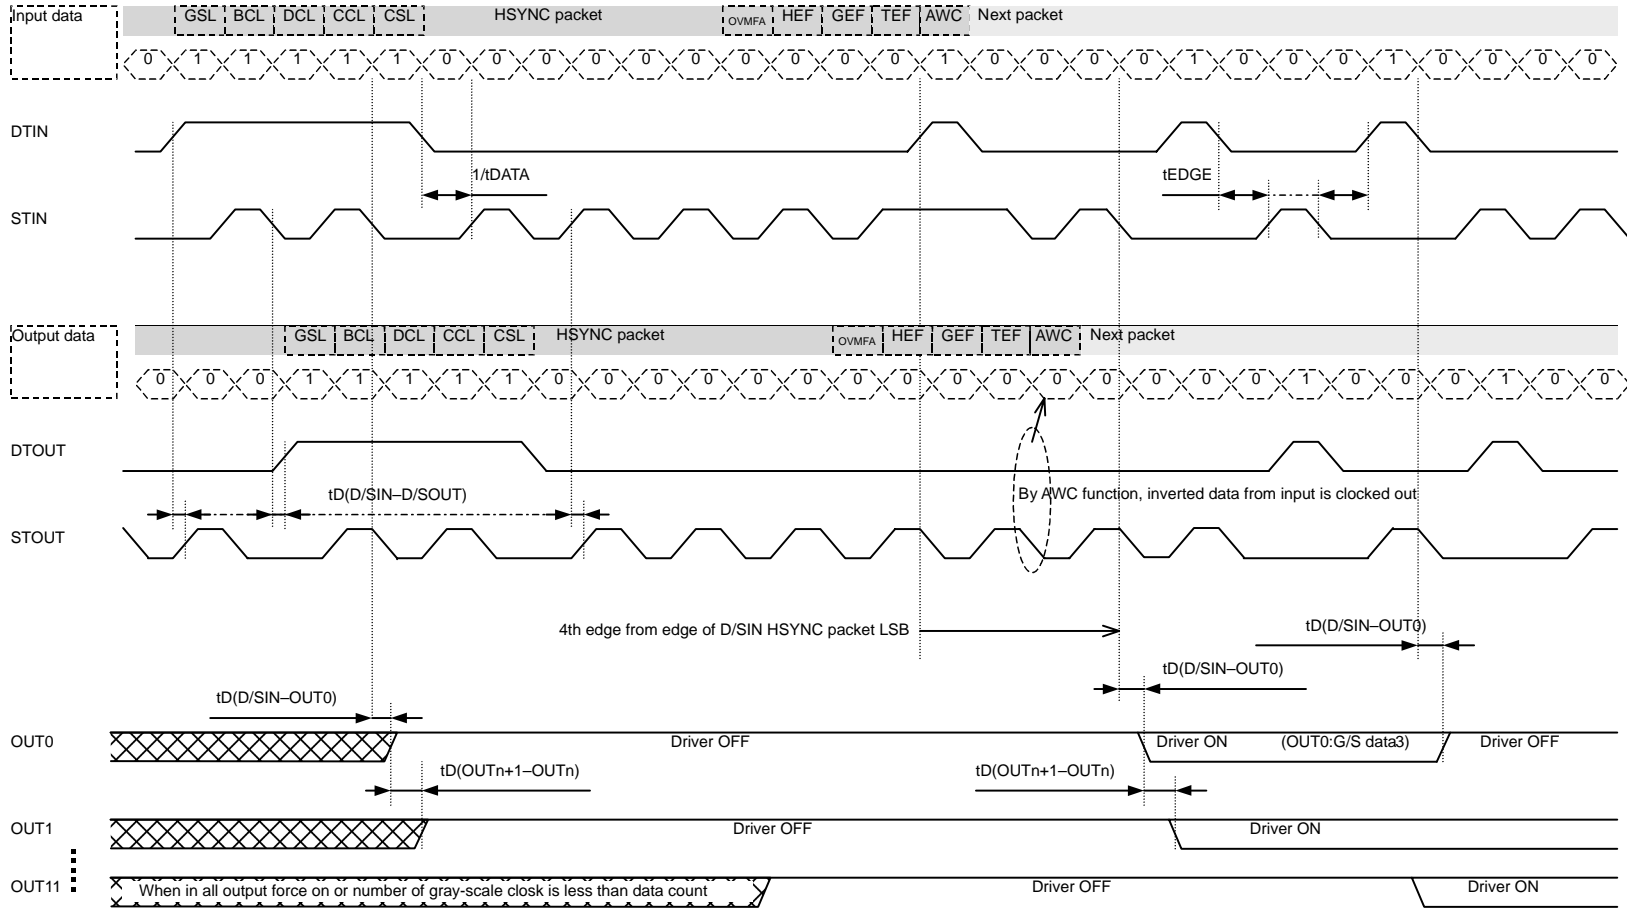 Input data GSL BCL DCL CCL CSL HSYNC packet OVMFA HEF GEF TEF AWC Next packet
0 1 1 1 1 1 0 0 0 0 0 0 0 0 0 0 1 0 0 0 0 1 0 0 0 1 0 0 0 0
DTIN
1/tDATA tEDGE
STIN
Output data GSL BCL DCL CCL CSL HSYNC packet OVMFA HEF GEF TEF AWC Next packet
0 0 0 1 1 1 1 1 0 0 0 0 0 0 0 0 0 0 0 0 0 0 0 1 0 0 0 1 0 0
DTOUT
tD(D/SIN–D/SOUT) By AWC function, inverted data from input is clocked out
STOUT
4th edge from edge of D/SIN HSYNC packet LSB tD(D/SIN–OUT0)
tD(D/SIN–OUT0)
tD(D/SIN–OUT0)
OUT0 Driver OFF Driver ON (OUT0:G/S data3) Driver OFF
tD(OUTn+1–OUTn) tD(OUTn+1–OUTn)
OUT1 Driver OFF Driver ON
OUT11 When in all output force on or number of gray-scale closk is less than data count Driver OFF Driver ON